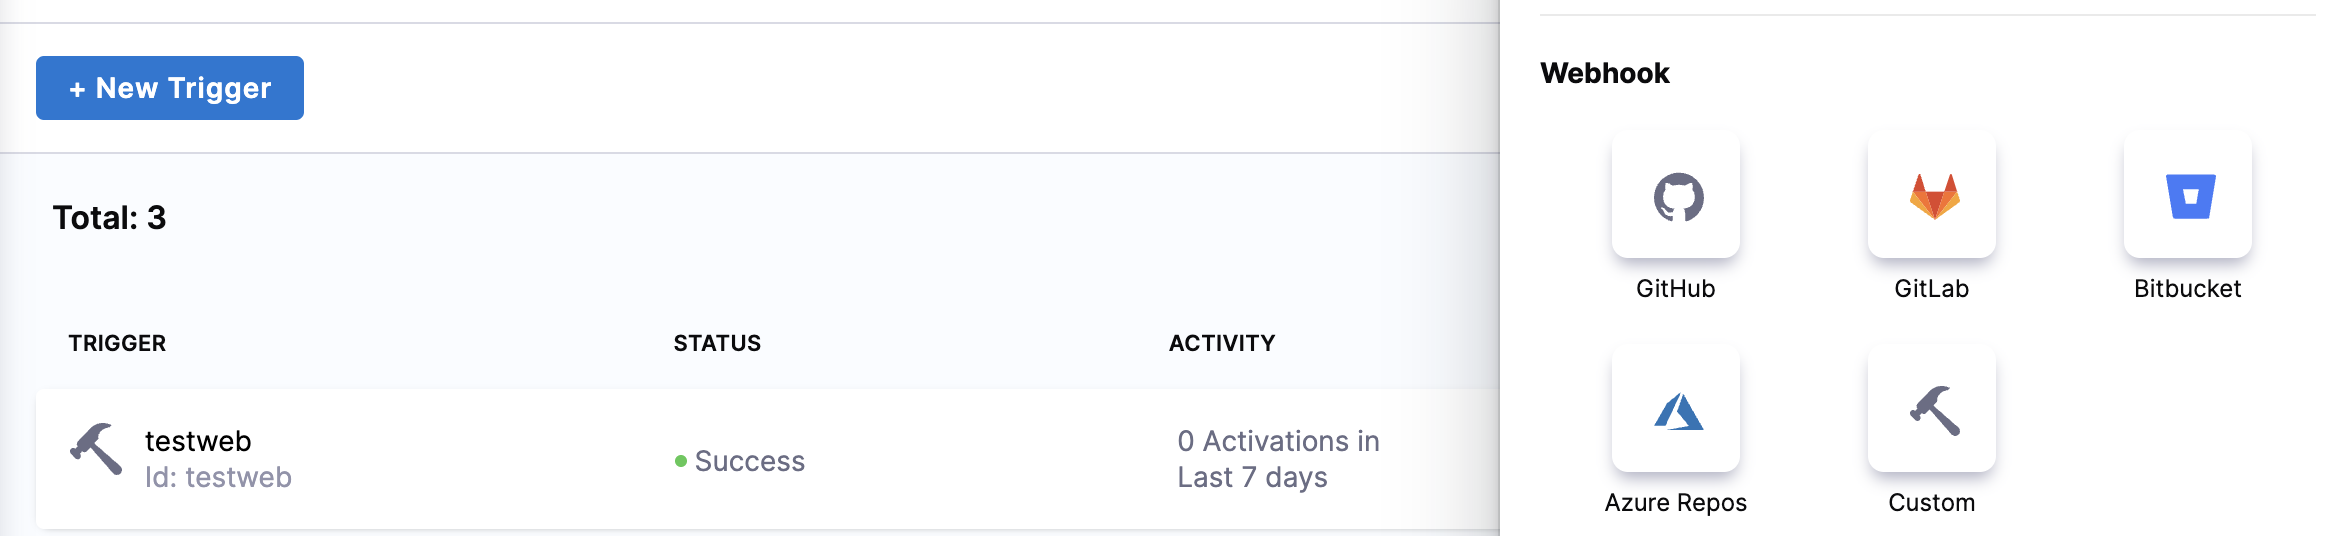 + New Trigger
Total: 3
TRIGGER STATUS ACTIVITY
testweb
Id: testweb
Success
0 Activations in
Last 7 days
Webhook
GitHub GitLab Bitbucket
Azure Repos Custom